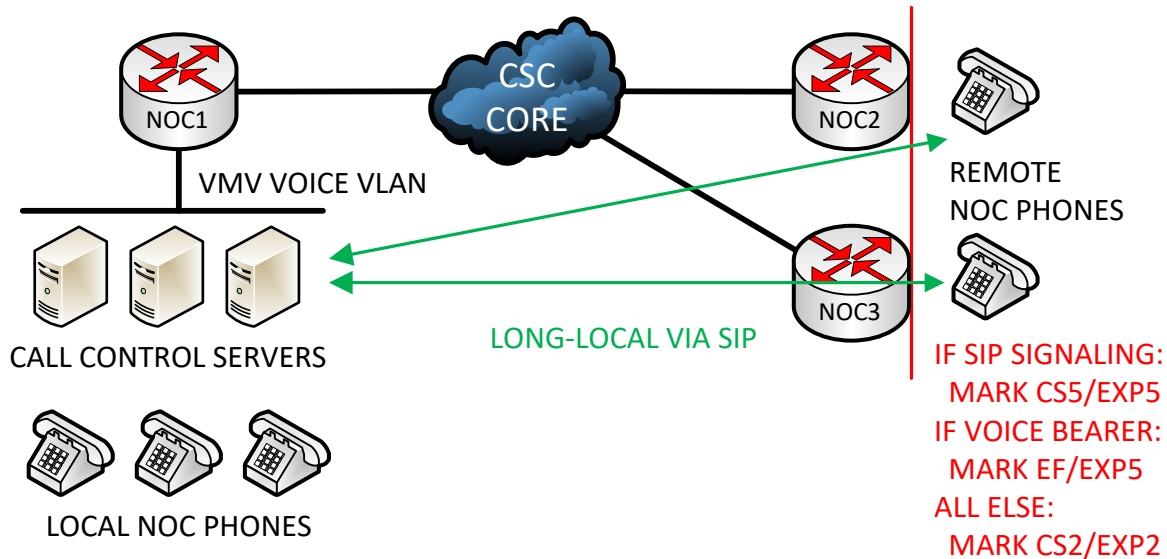 NOC1
CSC
CORE
NOC2
VMV VOICE VLAN
REMOTE
NOC PHONES
NOC3
LONG-LOCAL VIA SIP
CALL CONTROL SERVERS
LOCAL NOC PHONES
IF SIP SIGNALING:
MARK CS5/EXP5
IF VOICE BEARER:
MARK EF/EXP5
ALL ELSE:
MARK CS2/EXP2